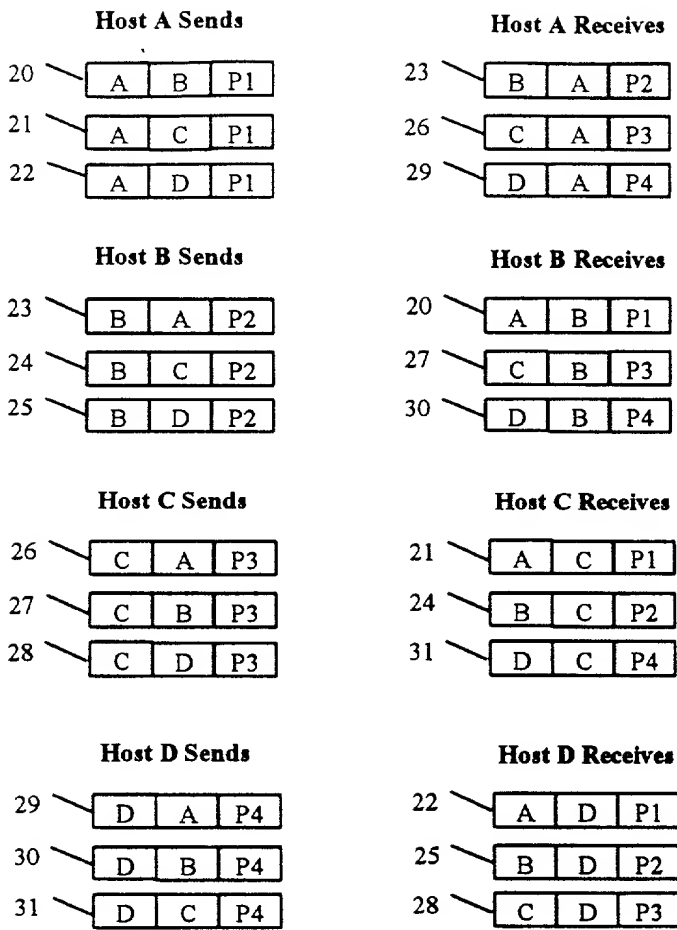 Host A Sends
20 A B P1
21 A C P1
22 A D P1
Host A Receives
23 B A P2
26 C A P3
29 D A P4
Host B Sends
23 B A P2
24 B C P2
25 B D P2
Host B Receives
20 A B P1
27 C B P3
30 D B P4
Host C Sends
26 C A P3
27 C B P3
28 C D P3
Host C Receives
21 A C P1
24 B C P2
31 D C P4
Host D Sends
29 D A P4
30 D B P4
31 D C P4
Host D Receives
22 A D P1
25 B D P2
28 C D P3